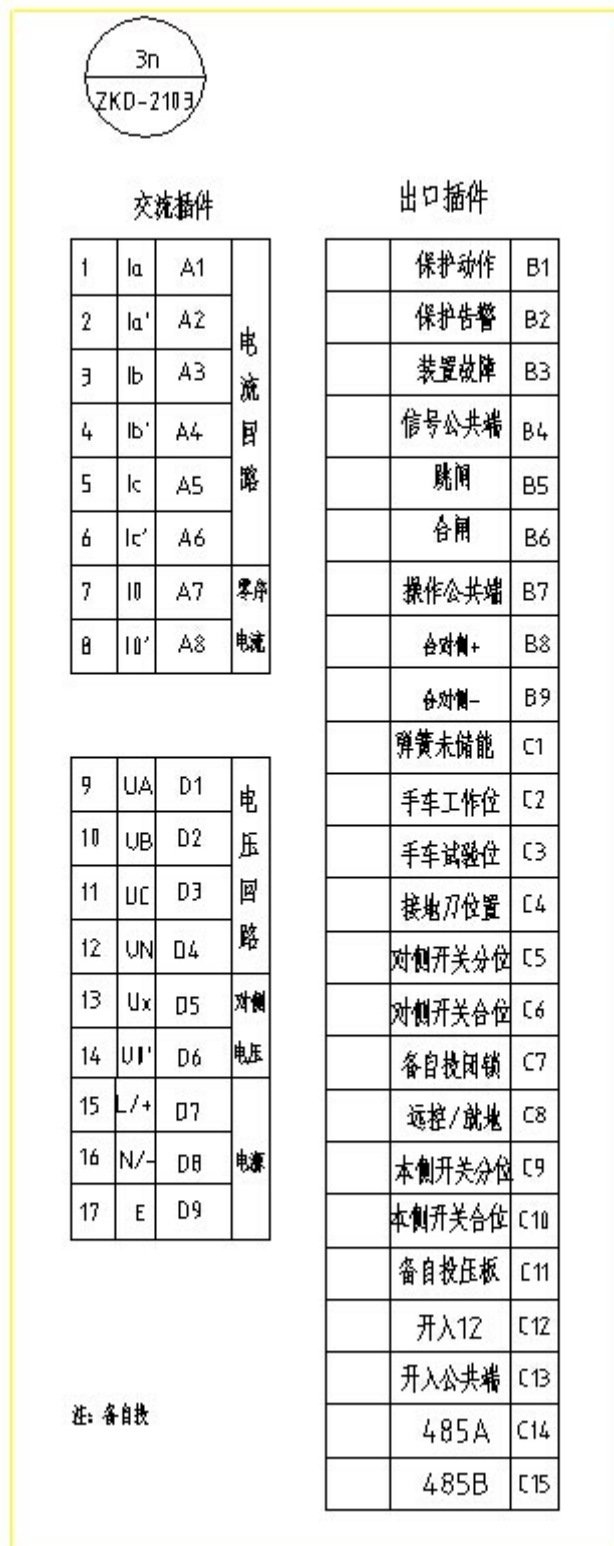 3n
ZKD-2103
交流插件
1 Ia A1
2 Ia' A2
3 Ib A3
4 Ib' A4
5 Ic A5
6 Ic' A6
电流回路
7 I0 A7
8 I0' A8
零序
电流
9 UA D1
10 UB D2
11 UC D3
12 UN D4
电压回路
13 Ux D5
14 U0' D6
对侧
电压
15 L/+ D7
16 N/- D8
17 E D9
电源
注: 备自投
出口插件
保护动作 B1
保护告警 B2
装置故障 B3
信号公共端 B4
跳闸 B5
合闸 B6
操作公共端 B7
合对侧+ B8
合对侧- B9
弹簧未储能 C1
手车工作位 C2
手车试验位 C3
接地刀位置 C4
对侧开关分位 C5
对侧开关合位 C6
备自投闭锁 C7
远控/就地 C8
本侧开关分位 C9
本侧开关合位 C10
备自投压板 C11
开入12 C12
开入公共端 C13
485A C14
485B C15